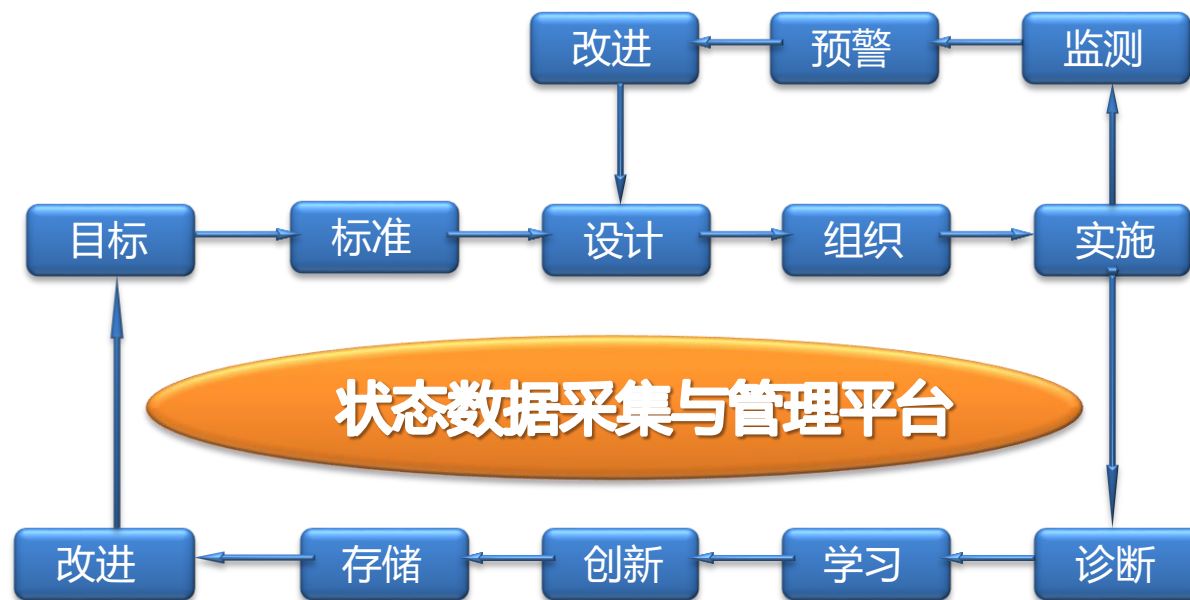 改进 预警 监测
目标 标准 设计 组织 实施
状态数据采集与管理平台
改进 存储 创新 学习 诊断